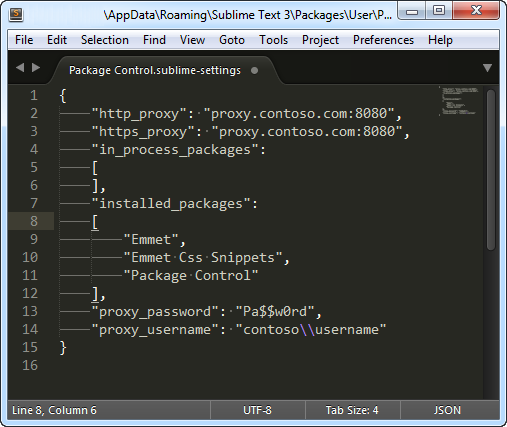 \AppData\Roaming\Sublime Text 3\Packages\User\P...
File Edit Selection Find View Goto Tools Project Preferences Help
Package Control.sublime-settings
1 {
2 "http_proxy": "proxy.contoso.com:8080",
3 "https_proxy": "proxy.contoso.com:8080",
4 "in_process_packages":
5 [
6 ],
7 "installed_packages":
8 [
9 "Emmet",
10 "Emmet Css Snippets",
11 "Package Control"
12 ],
13 "proxy_password": "Pa$$w0rd",
14 "proxy_username": "contoso\\username"
15 }
16
Line 8, Column 6 UTF-8 Tab Size: 4 JSON